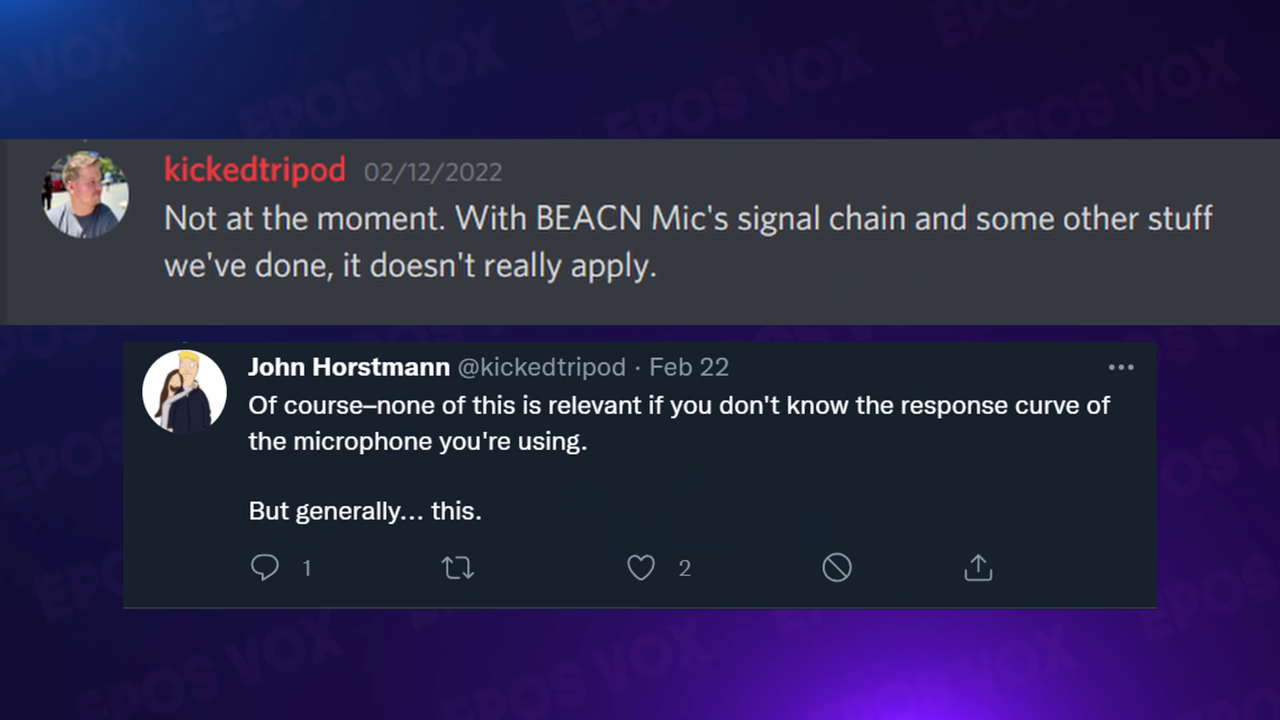 kickedtripod 02/12/2022
Not at the moment. With BEACN Mic's signal chain and some other stuff
we've done, it doesn't really apply.
John Horstmann @kickedtripod · Feb 22
Of course–none of this is relevant if you don't know the response curve of
the microphone you're using.
But generally... this.
1
2
EPOS VOX